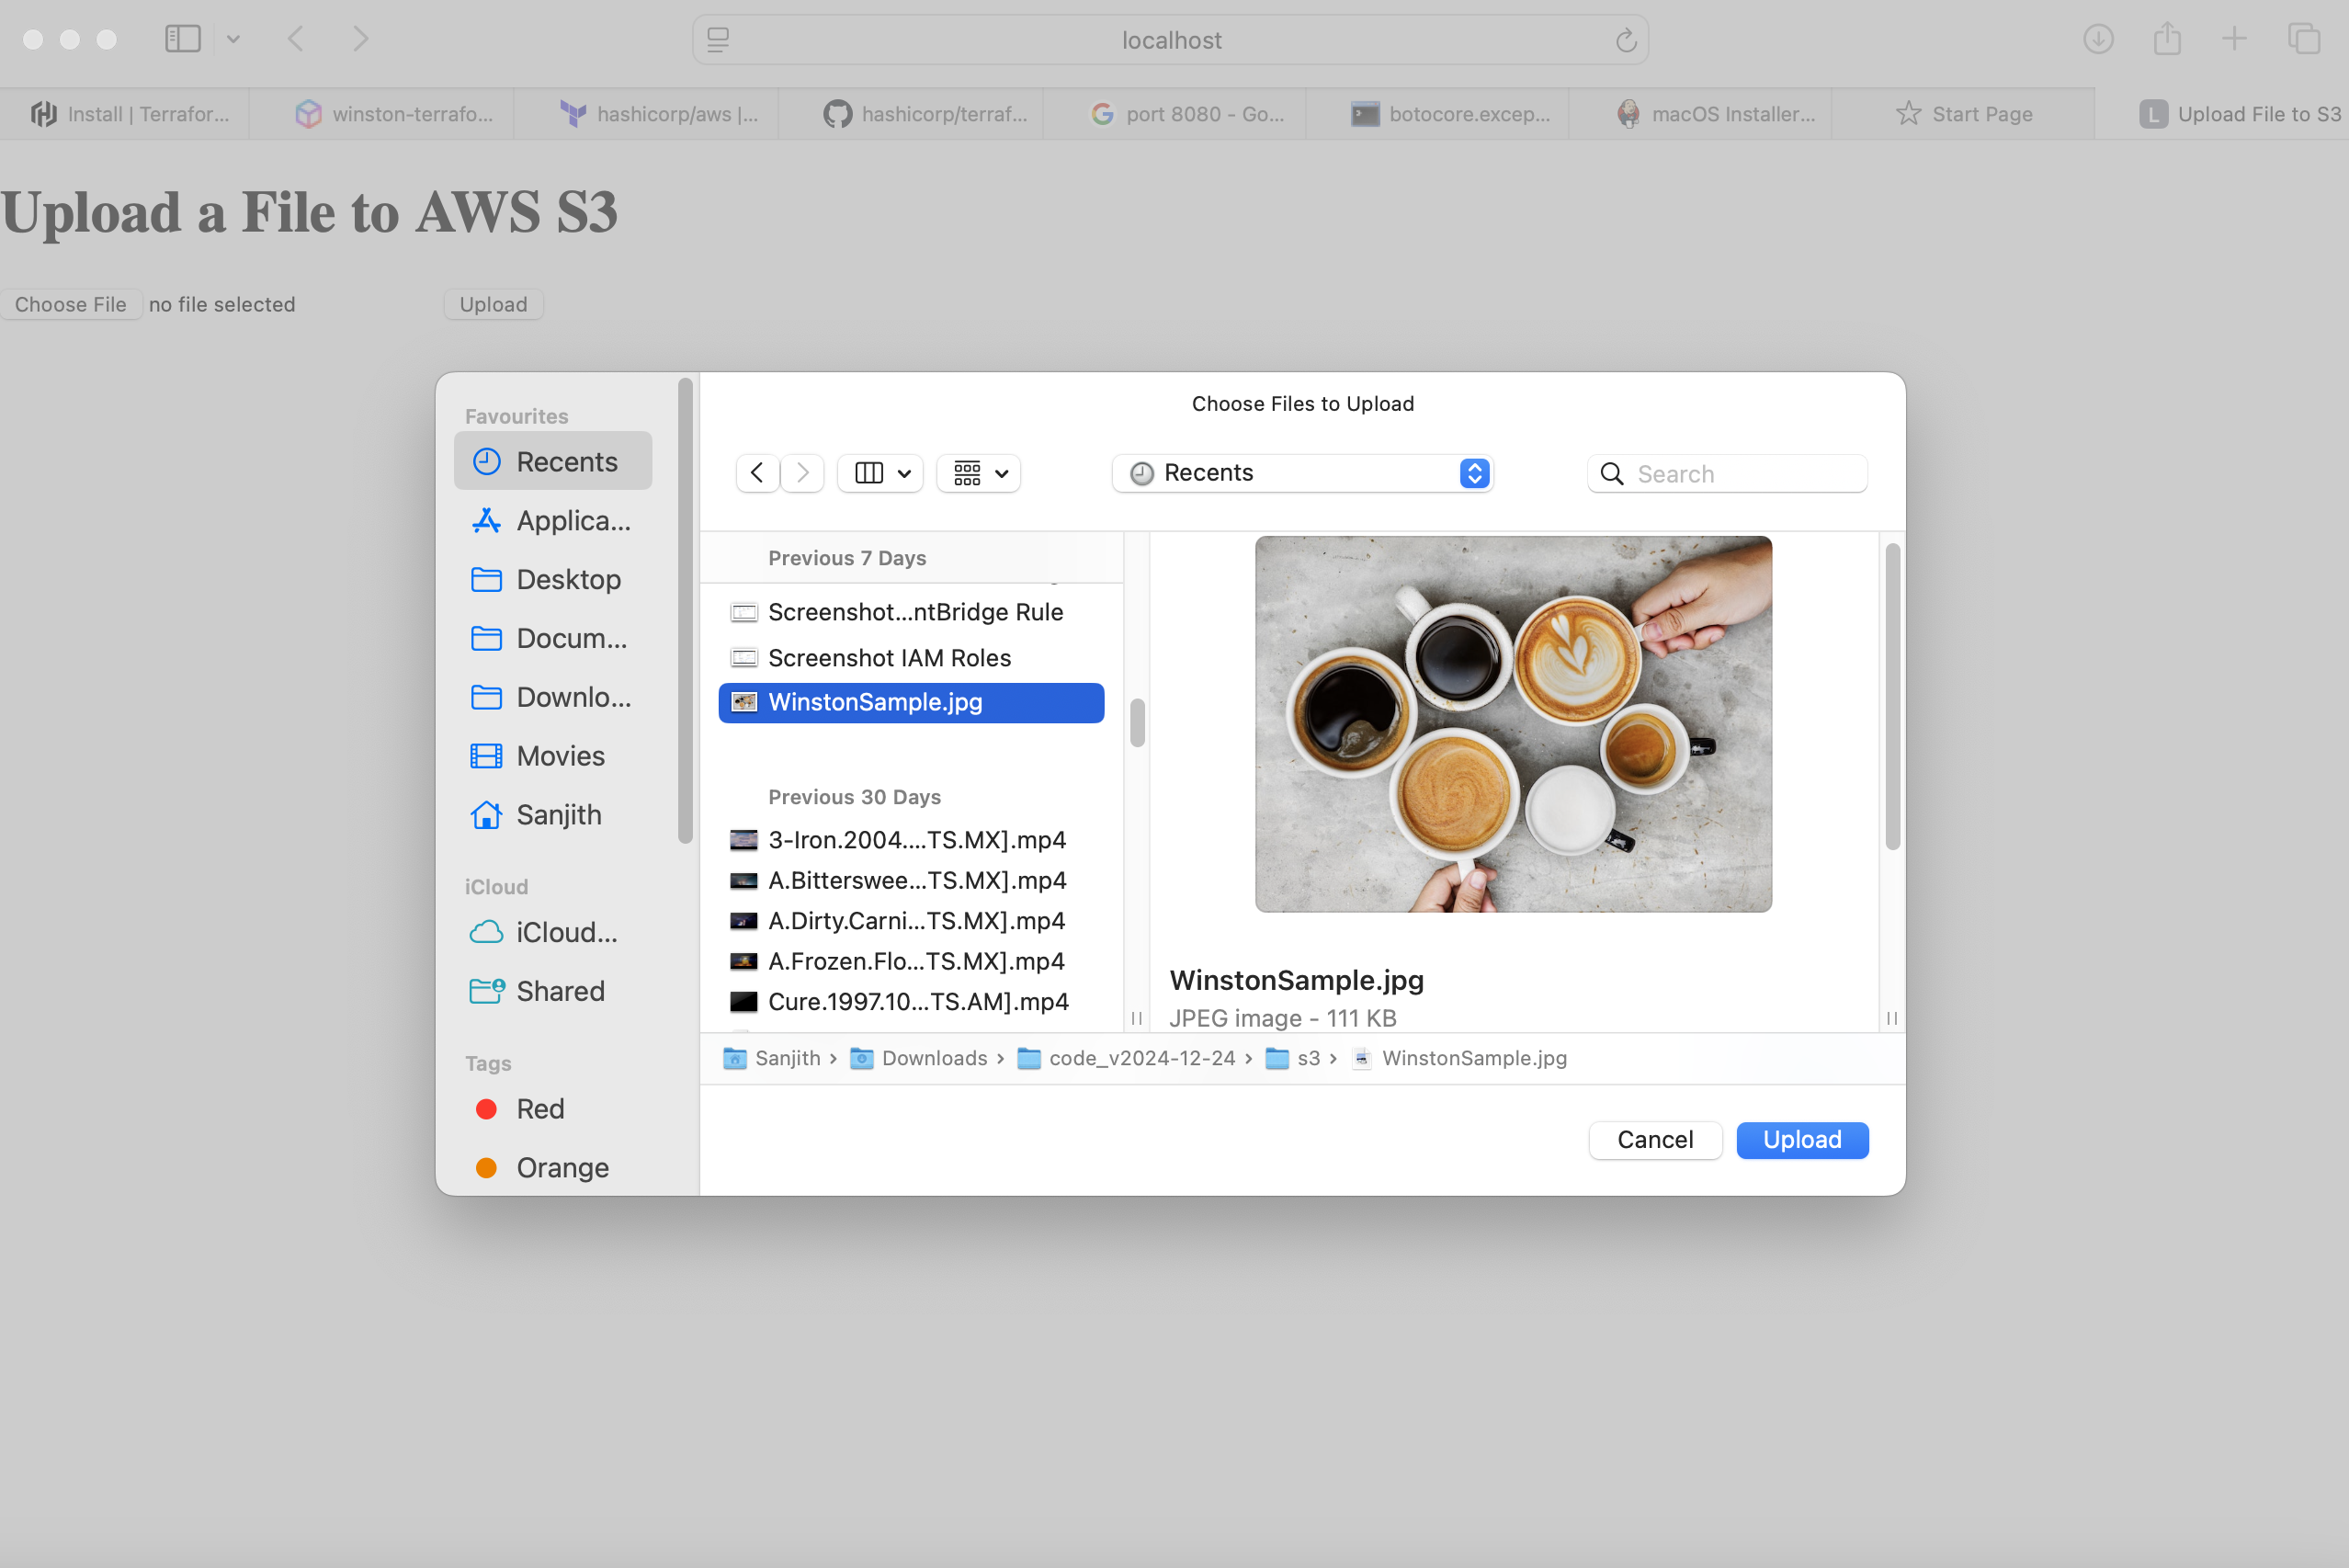 localhost
Install | Terrafor...
winston-terrafo...
hashicorp/aws |...
hashicorp/terraf...
port 8080 - Go...
botocore.excep...
macOS Installer...
Start Page
L Upload File to S3
Upload a File to AWS S3
Choose File no file selected Upload
Choose Files to Upload
Favourites
Recents
Applica...
Desktop
Docum...
Downlo...
Movies
Sanjith
iCloud
iCloud...
Shared
Tags
Red
Orange
Recents
Search
Previous 7 Days
Screenshot...ntBridge Rule
Screenshot IAM Roles
WinstonSample.jpg
Previous 30 Days
3-Iron.2004....TS.MX].mp4
A.Bitterswee...TS.MX].mp4
A.Dirty.Carni...TS.MX].mp4
A.Frozen.Flo...TS.MX].mp4
Cure.1997.10...TS.AM].mp4
WinstonSample.jpg
JPEG image - 111 KB
Sanjith › Downloads › code_v2024-12-24 › s3 › WinstonSample.jpg
Cancel Upload